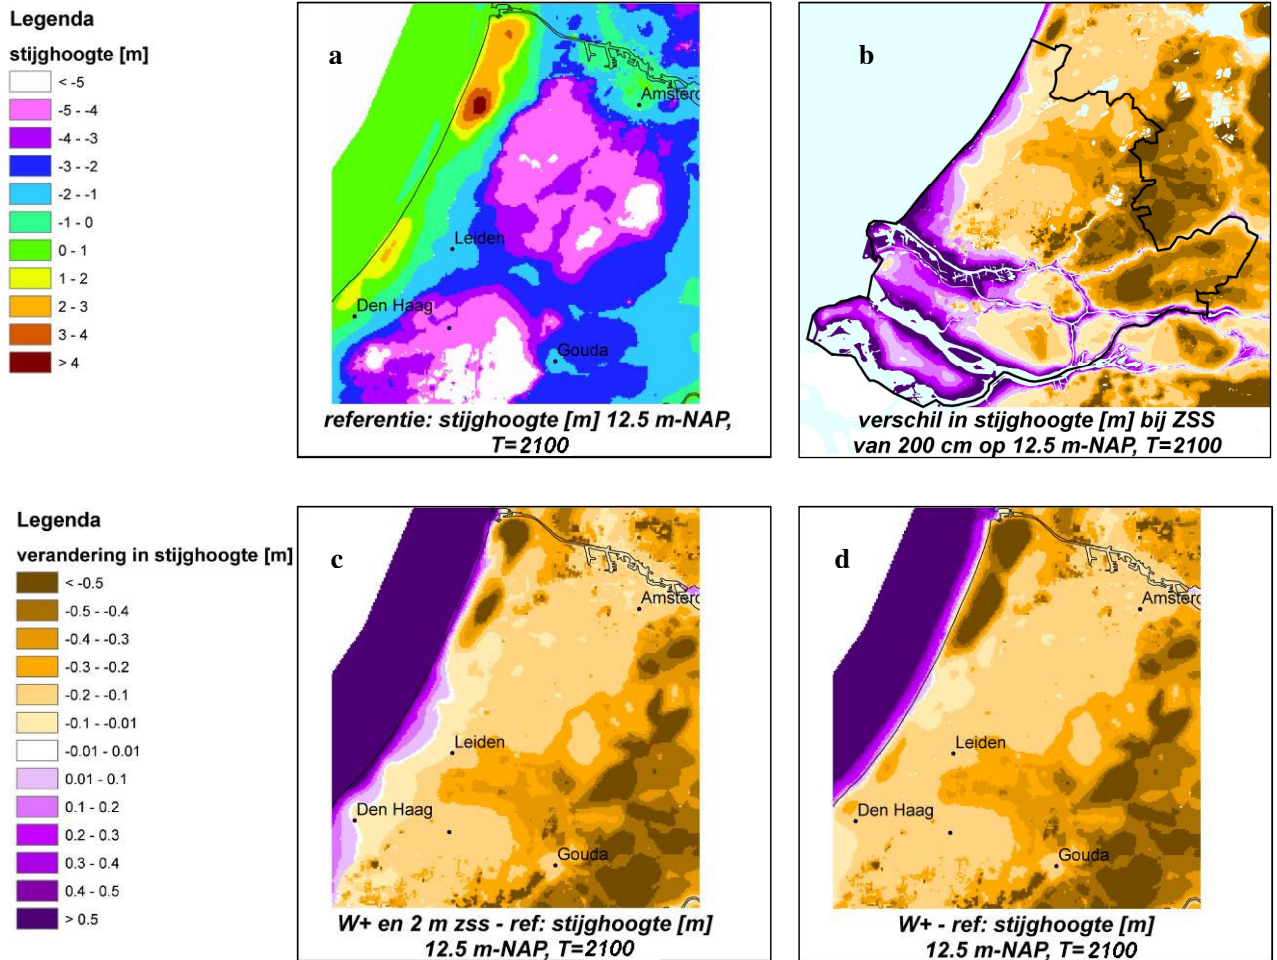 Legenda
stijghoogte [m]
< -5
-5 - -4
-4 - -3
-3 - -2
-2 - -1
-1 - 0
0 - 1
1 - 2
2 - 3
3 - 4
> 4
a
Amsterd
Leiden
Den Haag
Gouda
referentie: stijghoogte [m] 12.5 m-NAP,
T=2100
b
verschil in stijghoogte [m] bij ZSS
van 200 cm op 12.5 m-NAP, T=2100
Legenda
verandering in stijghoogte [m]
< -0.5
-0.5 - -0.4
-0.4 - -0.3
-0.3 - -0.2
-0.2 - -0.1
-0.1 - -0.01
-0.01 - 0.01
0.01 - 0.1
0.1 - 0.2
0.2 - 0.3
0.3 - 0.4
0.4 - 0.5
> 0.5
c
Amsterd
Leiden
Den Haag
Gouda
W+ en 2 m zss - ref: stijghoogte [m]
12.5 m-NAP, T=2100
d
Amsterd
Leiden
Den Haag
Gouda
W+ - ref: stijghoogte [m]
12.5 m-NAP, T=2100